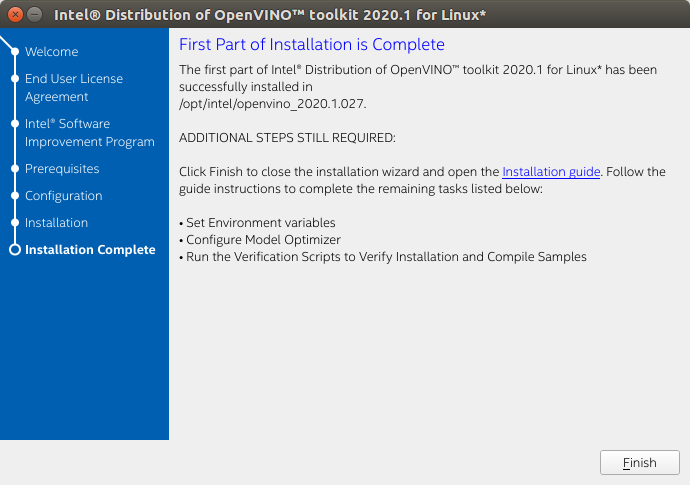 Intel® Distribution of OpenVINO™ toolkit 2020.1 for Linux*
Welcome
End User License
Agreement
Intel® Software
Improvement Program
Prerequisites
Configuration
Installation
Installation Complete
First Part of Installation is Complete
The first part of Intel® Distribution of OpenVINO™ toolkit 2020.1 for Linux* has been
successfully installed in
/opt/intel/openvino_2020.1.027.
ADDITIONAL STEPS STILL REQUIRED:
Click Finish to close the installation wizard and open the Installation guide. Follow the
guide instructions to complete the remaining tasks listed below:
• Set Environment variables
• Configure Model Optimizer
• Run the Verification Scripts to Verify Installation and Compile Samples
Finish